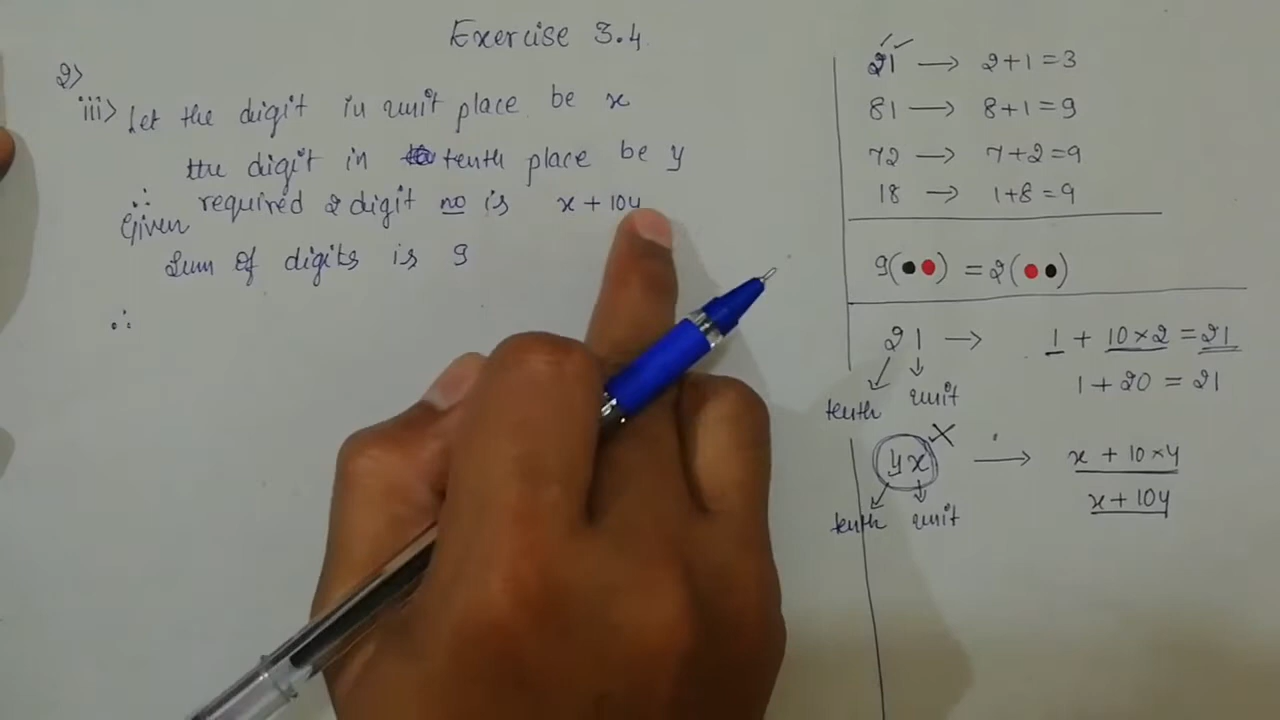 Exercise 3.4
2>
iii> Let the digit in unit place be x
the digit in tenth place be y
∴ required 2 digit no is x + 10y
Given
Sum of digits is 9
∴
21 → 2+1=3
81 → 8+1=9
72 → 7+2=9
18 → 1+8=9
9( ) = 2( )
21 → 1 + 10×2 = 21
1 + 20 = 21
tenth unit
yx → x + 10×y
x + 10y
tenth unit